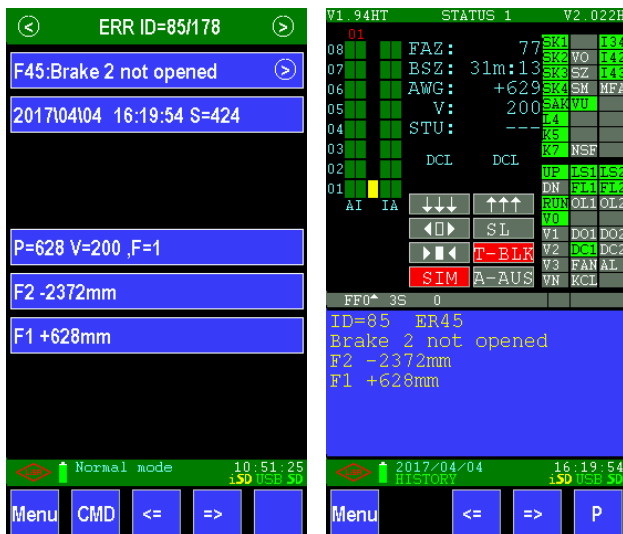 ERR ID=85/178
F45:Brake 2 not opened
2017\04\04 16:19:54 S=424
P=628 V=200 ,F=1
F2 -2372mm
F1 +628mm
Normal mode
10:51:25
iSD USB SD
Menu CMD <= =>
V1.94HT STATUS 1 V2.022H
01
08 FAZ: 77 SK1 I34
07 BSZ: 31m:13 SK2 VO I42
06 AWG: +629 SK3 SZ I43
SK4 SM MFA
05 V: 200 SAK VU
04 STU: --- L4
K5
03 DCL DCL K7 NSF
02 UP LS1 LS2
01 DN FL1 FL2
AI IA ↓↓↓ ↑↑↑ RUN OL1 OL2
SL V0
V1 DO1 DO2
T-BLK V2 DC1 DC2
V3 FAN AL
SIM A-AUS VN KCL
FF0 3S 0
ID=85 ER45
Brake 2 not opened
F2 -2372mm
F1 +628mm
2017/04/04 16:19:54
HISTORY iSD USB SD
Menu <= => P